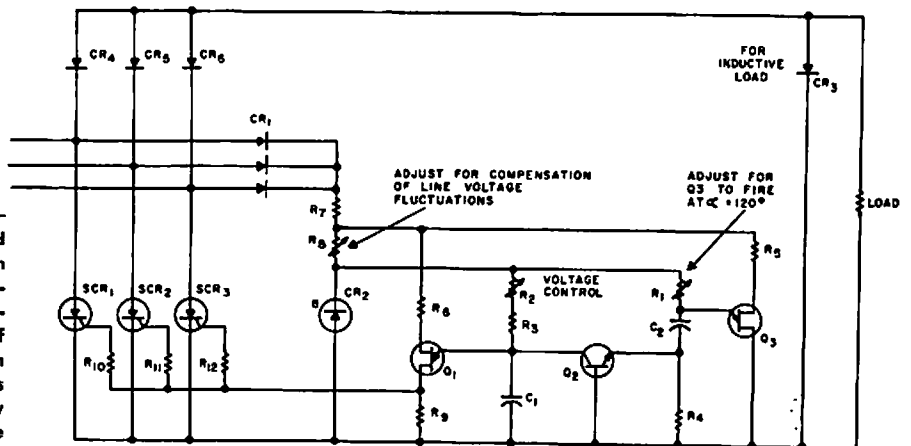 CR4
CR5
CR6
FOR
INDUCTIVE
LOAD
CR3
CR1
ADJUST FOR COMPENSATION
OF LINE VOLTAGE
FLUCTUATIONS
ADJUST FOR
Q3 TO FIRE
AT ∝ = 120°
R7
R8
LOAD
R5
SCR1
SCR2
SCR3
CR2
B
R6
R2
VOLTAGE
CONTROL
R1
R3
C2
Q3
R10
R11
R12
Q1
Q2
C1
R9
R4
d
n
-
-
f
n
s
y
e